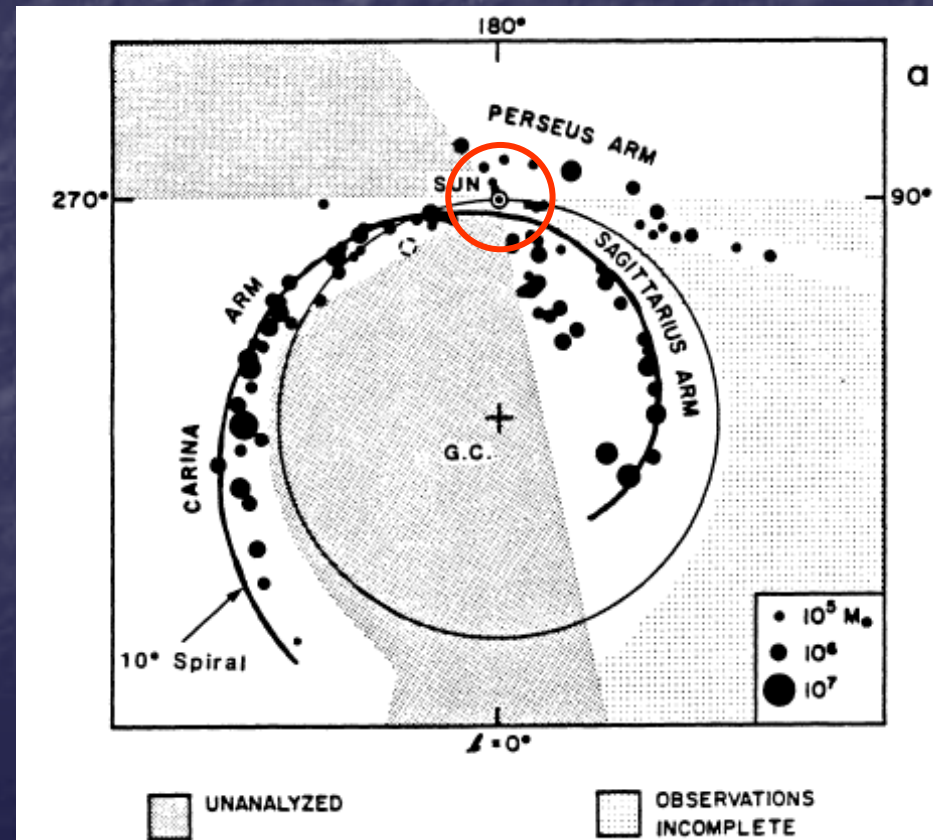 180°
a
PERSEUS ARM
SUN
270°
90°
SAGITTARIUS ARM
ARM
CARINA
G.C.
10° Spiral
10⁵ M⊙
10⁶
10⁷
ℓ=0°
UNANALYZED
OBSERVATIONS
INCOMPLETE